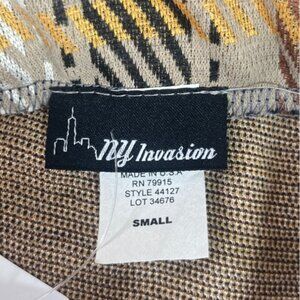 NY Invasion
MADE IN U.S.A
RN 79915
STYLE 44127
LOT 34676
SMALL